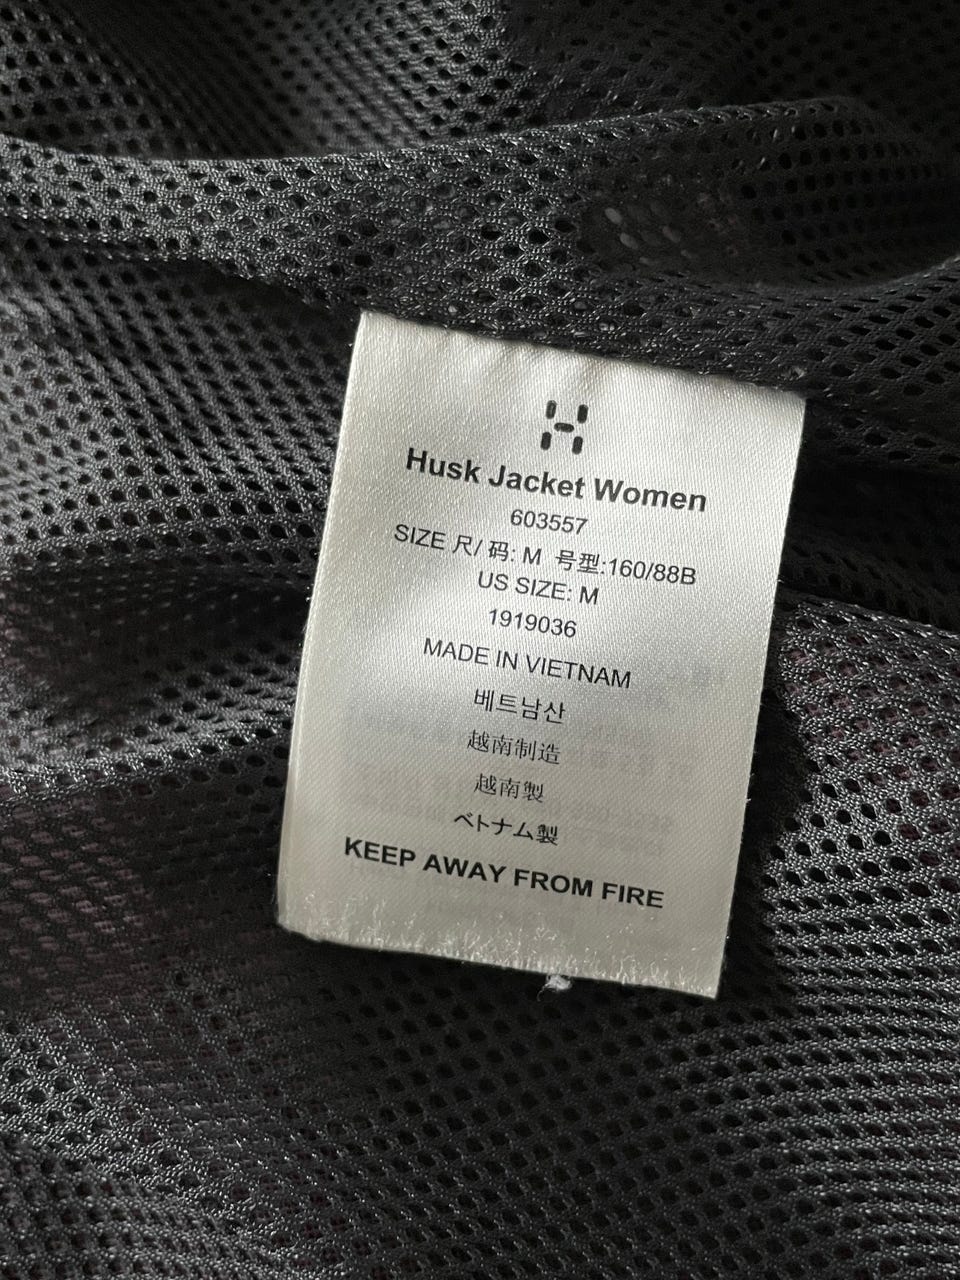 Husk Jacket Women
603557
SIZE 尺/ 码: M 号型:160/88B
US SIZE: M
1919036
MADE IN VIETNAM
베트남산
越南制造
越南製
ベトナム製
KEEP AWAY FROM FIRE